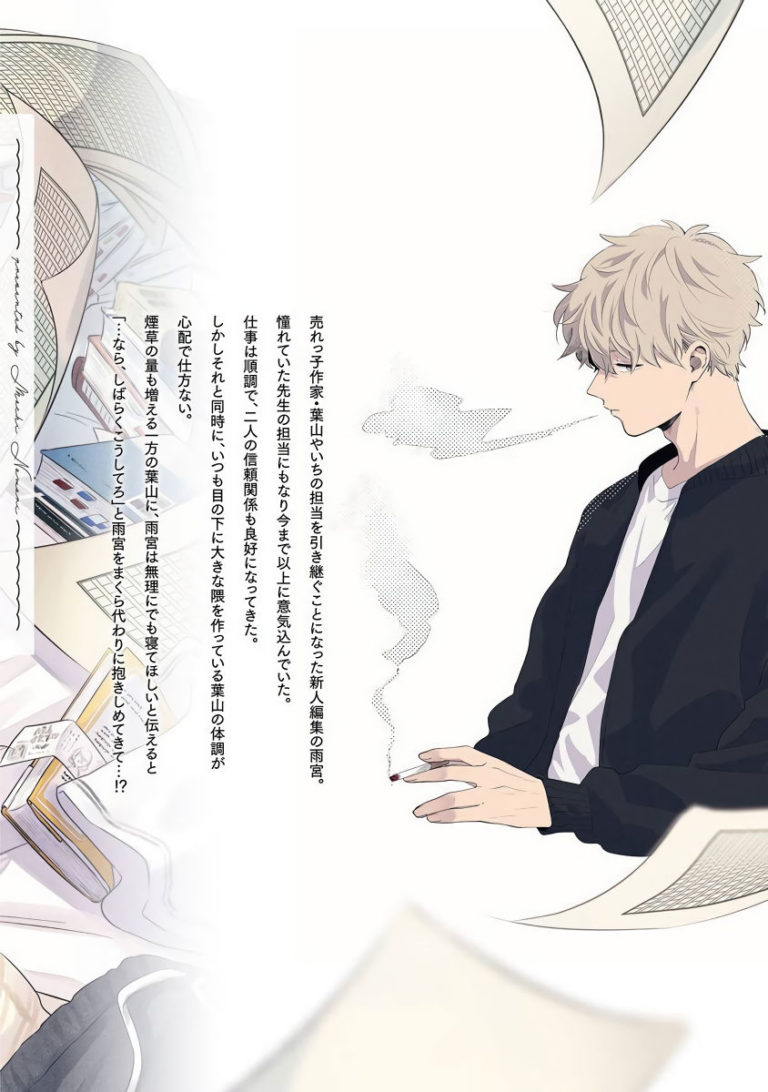 売れっ子作家・葉山やいちの担当を引き継ぐことになった新人編集の雨宮。
憧れていた先生の担当にもなり今まで以上に意気込んでいた。
仕事は順調で、二人の信頼関係も良好になってきた。
しかしそれと同時に、いつも目の下に大きな隈を作っている葉山の体調が
心配で仕方ない。
煙草の量も増える一方の葉山に、雨宮は無理にでも寝てほしいと伝えると
「…なら、しばらくこうしてろ」と雨宮をまくら代わりに抱きしめてきて…!?
presented by